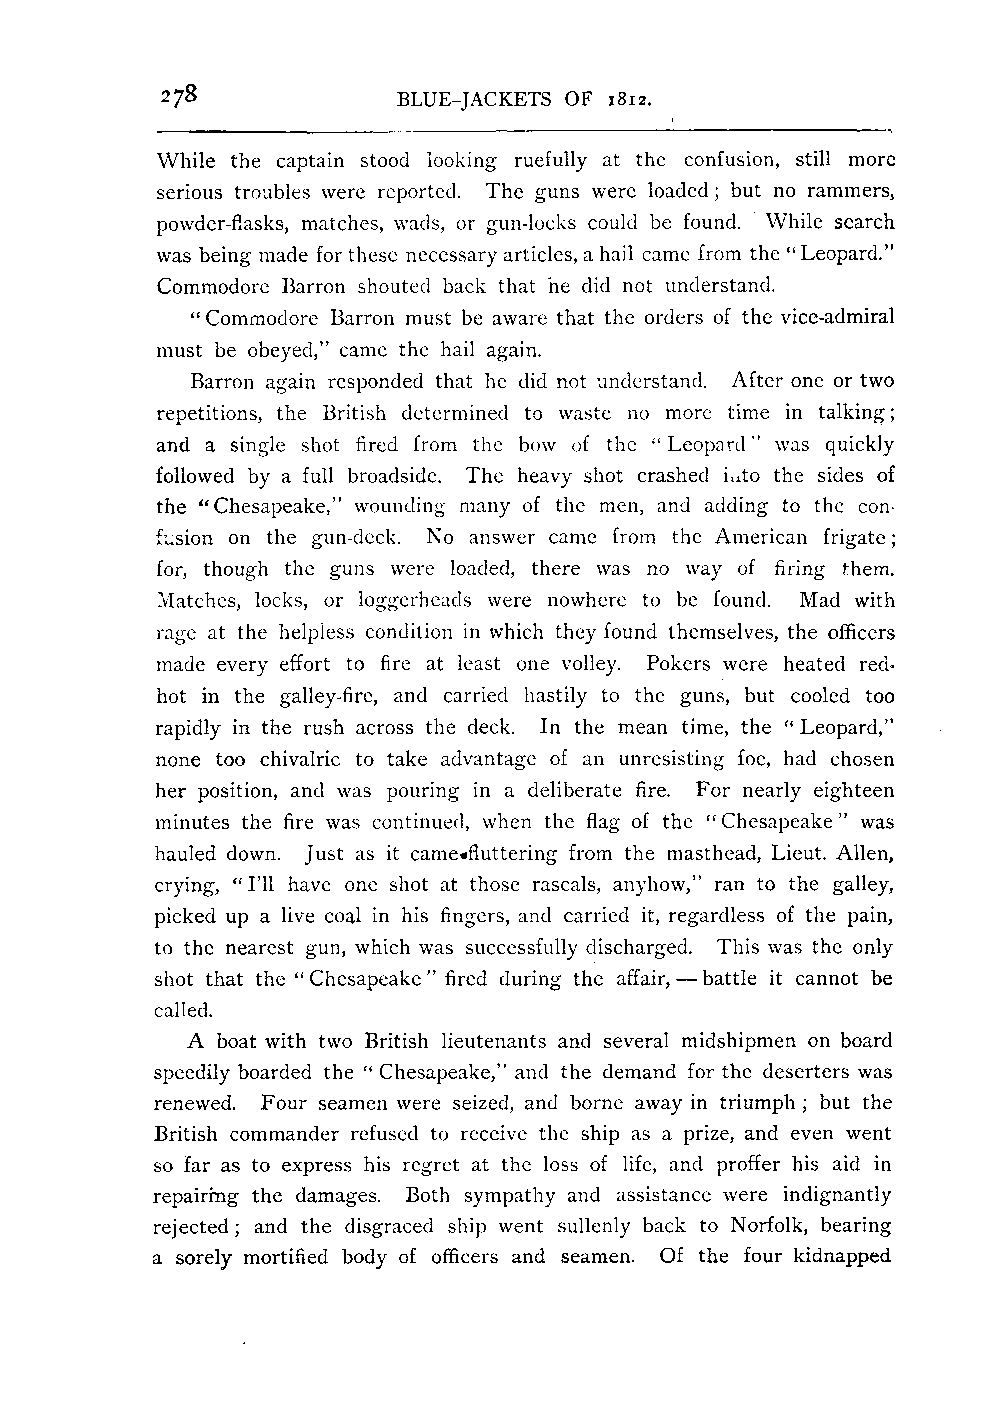 278 BLUE-JACKETS OF 1812.
While the captain stood looking ruefully at the confusion, still more
serious troubles were reported. The guns were loaded; but no rammers,
powder-flasks, matches, wads, or gun-locks could be found. While search
was being made for these necessary articles, a hail came from the "Leopard."
Commodore Barron shouted back that he did not understand.
"Commodore Barron must be aware that the orders of the vice-admiral
must be obeyed," came the hail again.
Barron again responded that he did not understand. After one or two
repetitions, the British determined to waste no more time in talking;
and a single shot fired from the bow of the "Leopard" was quickly
followed by a full broadside. The heavy shot crashed into the sides of
the "Chesapeake," wounding many of the men, and adding to the con-
fusion on the gun-deck. No answer came from the American frigate;
for, though the guns were loaded, there was no way of firing them.
Matches, locks, or loggerheads were nowhere to be found. Mad with
rage at the helpless condition in which they found themselves, the officers
made every effort to fire at least one volley. Pokers were heated red-
hot in the galley-fire, and carried hastily to the guns, but cooled too
rapidly in the rush across the deck. In the mean time, the "Leopard,"
none too chivalric to take advantage of an unresisting foe, had chosen
her position, and was pouring in a deliberate fire. For nearly eighteen
minutes the fire was continued, when the flag of the "Chesapeake" was
hauled down. Just as it came fluttering from the masthead, Lieut. Allen,
crying, "I'll have one shot at those rascals, anyhow," ran to the galley,
picked up a live coal in his fingers, and carried it, regardless of the pain,
to the nearest gun, which was successfully discharged. This was the only
shot that the "Chesapeake" fired during the affair, — battle it cannot be
called.
A boat with two British lieutenants and several midshipmen on board
speedily boarded the "Chesapeake," and the demand for the deserters was
renewed. Four seamen were seized, and borne away in triumph; but the
British commander refused to receive the ship as a prize, and even went
so far as to express his regret at the loss of life, and proffer his aid in
repairing the damages. Both sympathy and assistance were indignantly
rejected; and the disgraced ship went sullenly back to Norfolk, bearing
a sorely mortified body of officers and seamen. Of the four kidnapped